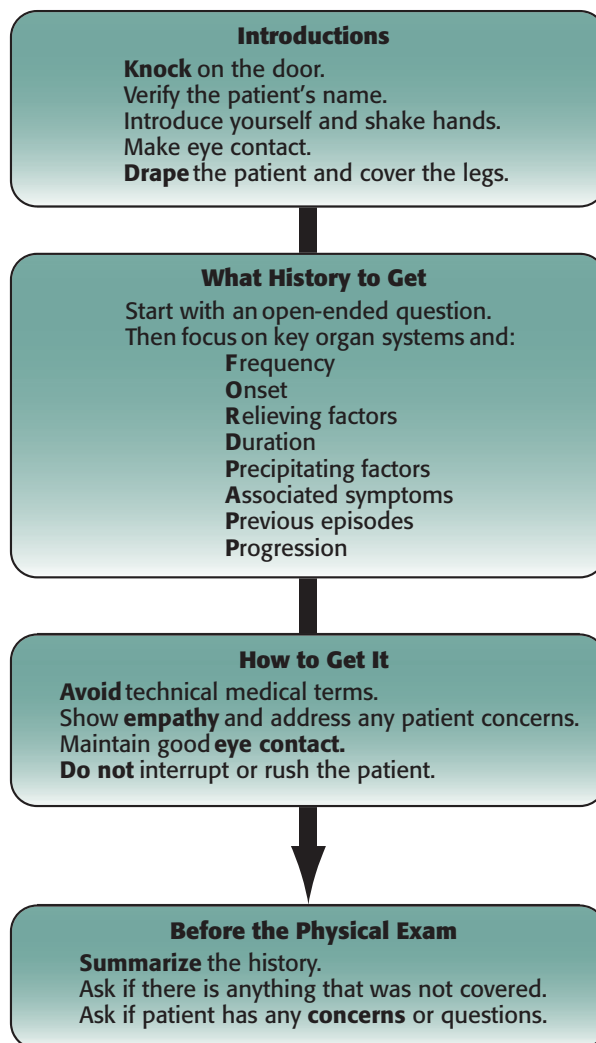 Introductions
Knock on the door.
Verify the patient's name.
Introduce yourself and shake hands.
Make eye contact.
Drape the patient and cover the legs.
What History to Get
Start with an open-ended question.
Then focus on key organ systems and:
Frequency
Onset
Relieving factors
Duration
Precipitating factors
Associated symptoms
Previous episodes
Progression
How to Get It
Avoid technical medical terms.
Show empathy and address any patient concerns.
Maintain good eye contact.
Do not interrupt or rush the patient.
Before the Physical Exam
Summarize the history.
Ask if there is anything that was not covered.
Ask if patient has any concerns or questions.